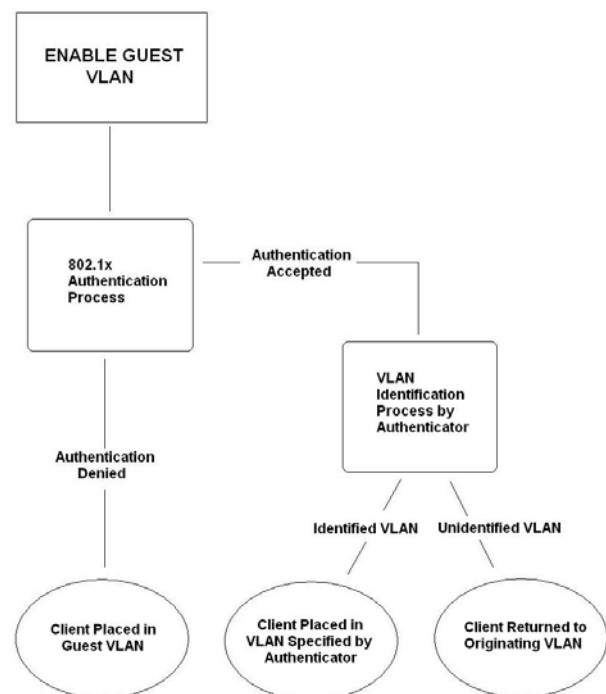 ENABLE GUEST
VLAN
802.1x
Authentication
Process
Authentication
Accepted
VLAN
Identification
Process by
Authenticator
Authentication
Denied
Identified VLAN
Unidentified VLAN
Client Placed in
Guest VLAN
Client Placed in
VLAN Specified by
Authenticator
Client Returned to
Originating VLAN